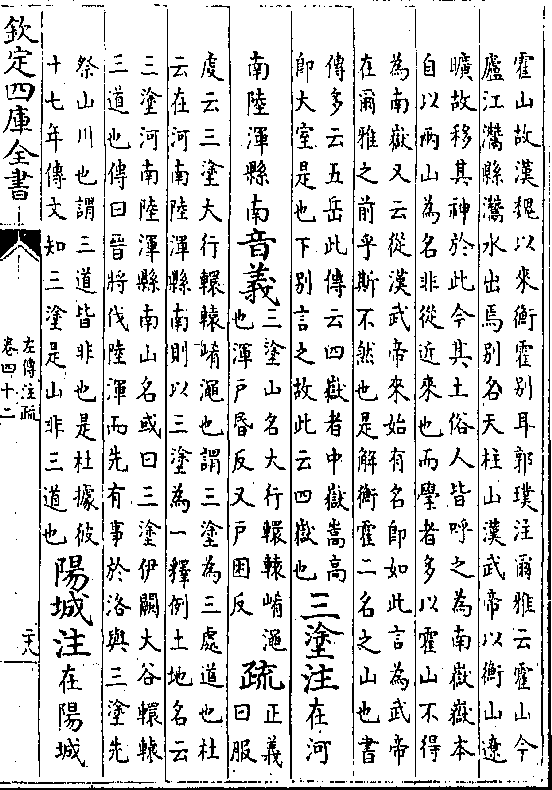 霍山故漢魏以來衡霍别耳郭璞注爾雅云霍山今
廬江灊縣灊水出焉别名天柱山漢武帝以衡山遼
曠故移其神於此今其土俗人皆呼之為南嶽嶽本
自以兩山為名非從近來也而學者多以霍山不得
為南嶽又云從漢武帝來始有名即如此言為武帝
在爾雅之前乎斯不然也是解衡霍二名之山也書
傳多云五岳此傳云四嶽者中嶽嵩高
即大室是也下别言之故此云四嶽也
三塗注在河
南陸渾縣南音義
三塗山名大行轘轅崤澠
也渾戶昏反又戶困反
疏
正義
曰服
虔云三塗大行轘轅崤澠也謂三塗為三處道也杜
云在河南陸渾縣南則以三塗為一釋例土地名云
三塗河南陸渾縣南山名或曰三塗伊闕大谷轘轅
三道也傳曰晉將伐陸渾而先有事於洛與三塗先
祭山川也謂三道皆非也是杜據彼
十七年傳文知三塗是山非三道也
陽城注在陽城
欽定四庫全書
左傳注疏
卷四十二
二十八